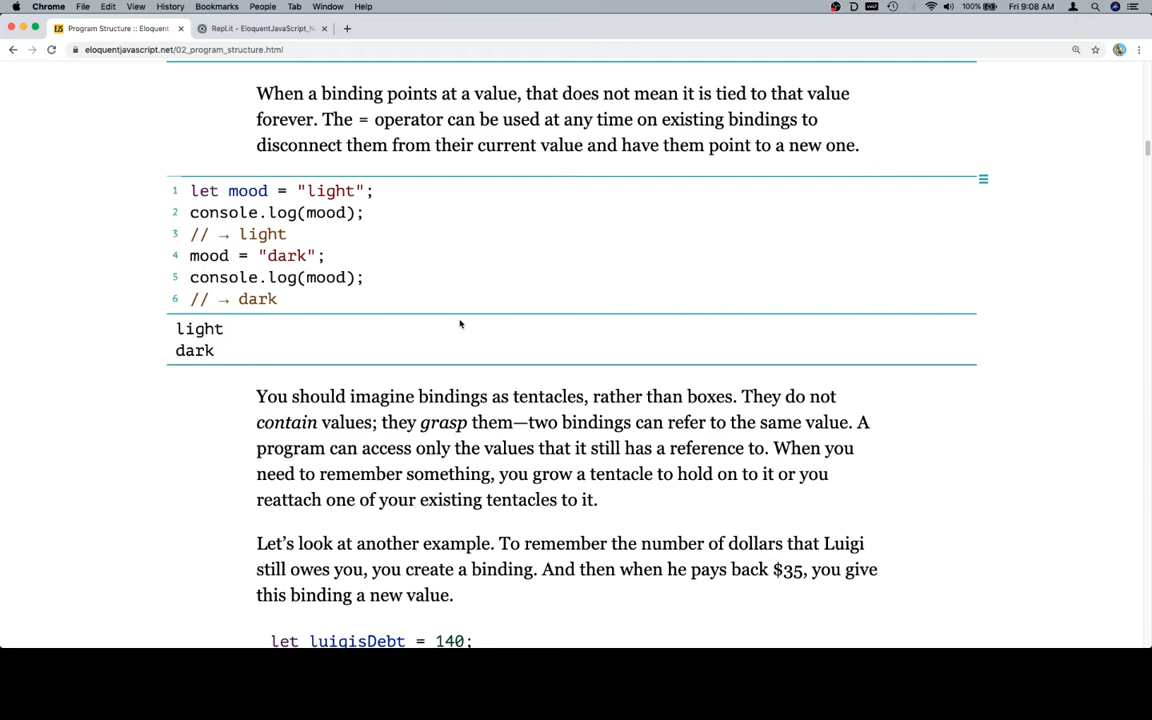 Chrome File Edit View History Bookmarks People Tab Window Help 100% Fri 9:08 AM
Program Structure :: Eloquent Repl.it - EloquentJavaScript_N
eloquentjavascript.net/02_program_structure.html
When a binding points at a value, that does not mean it is tied to that value
forever. The = operator can be used at any time on existing bindings to
disconnect them from their current value and have them point to a new one.
1 let mood = "light";
2 console.log(mood);
3 // → light
4 mood = "dark";
5 console.log(mood);
6 // → dark
light
dark
You should imagine bindings as tentacles, rather than boxes. They do not
contain values; they grasp them—two bindings can refer to the same value. A
program can access only the values that it still has a reference to. When you
need to remember something, you grow a tentacle to hold on to it or you
reattach one of your existing tentacles to it.
Let’s look at another example. To remember the number of dollars that Luigi
still owes you, you create a binding. And then when he pays back $35, you give
this binding a new value.
let luigisDebt = 140;